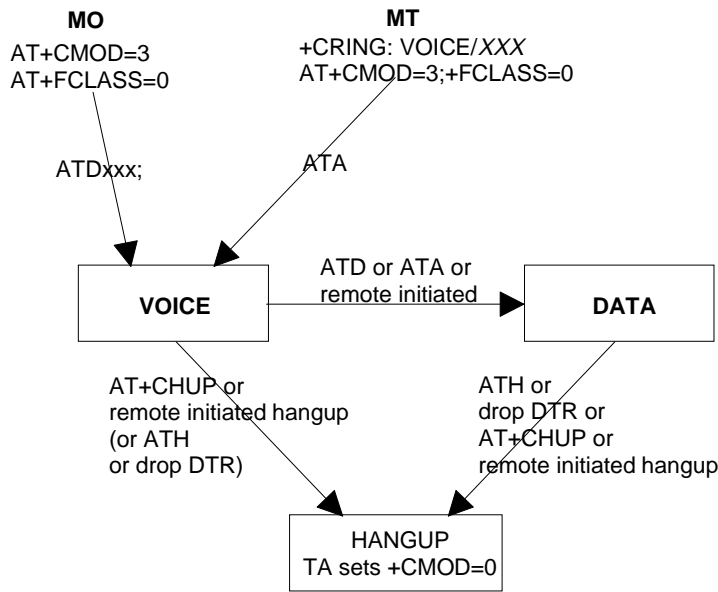 MO
AT+CMOD=3
AT+FCLASS=0
MT
+CRING: VOICE/XXX
AT+CMOD=3;+FCLASS=0
ATDxxx;
ATA
VOICE
ATD or ATA or
remote initiated
DATA
AT+CHUP or
remote initiated hangup
(or ATH
or drop DTR)
ATH or
drop DTR or
AT+CHUP or
remote initiated hangup
HANGUP
TA sets +CMOD=0